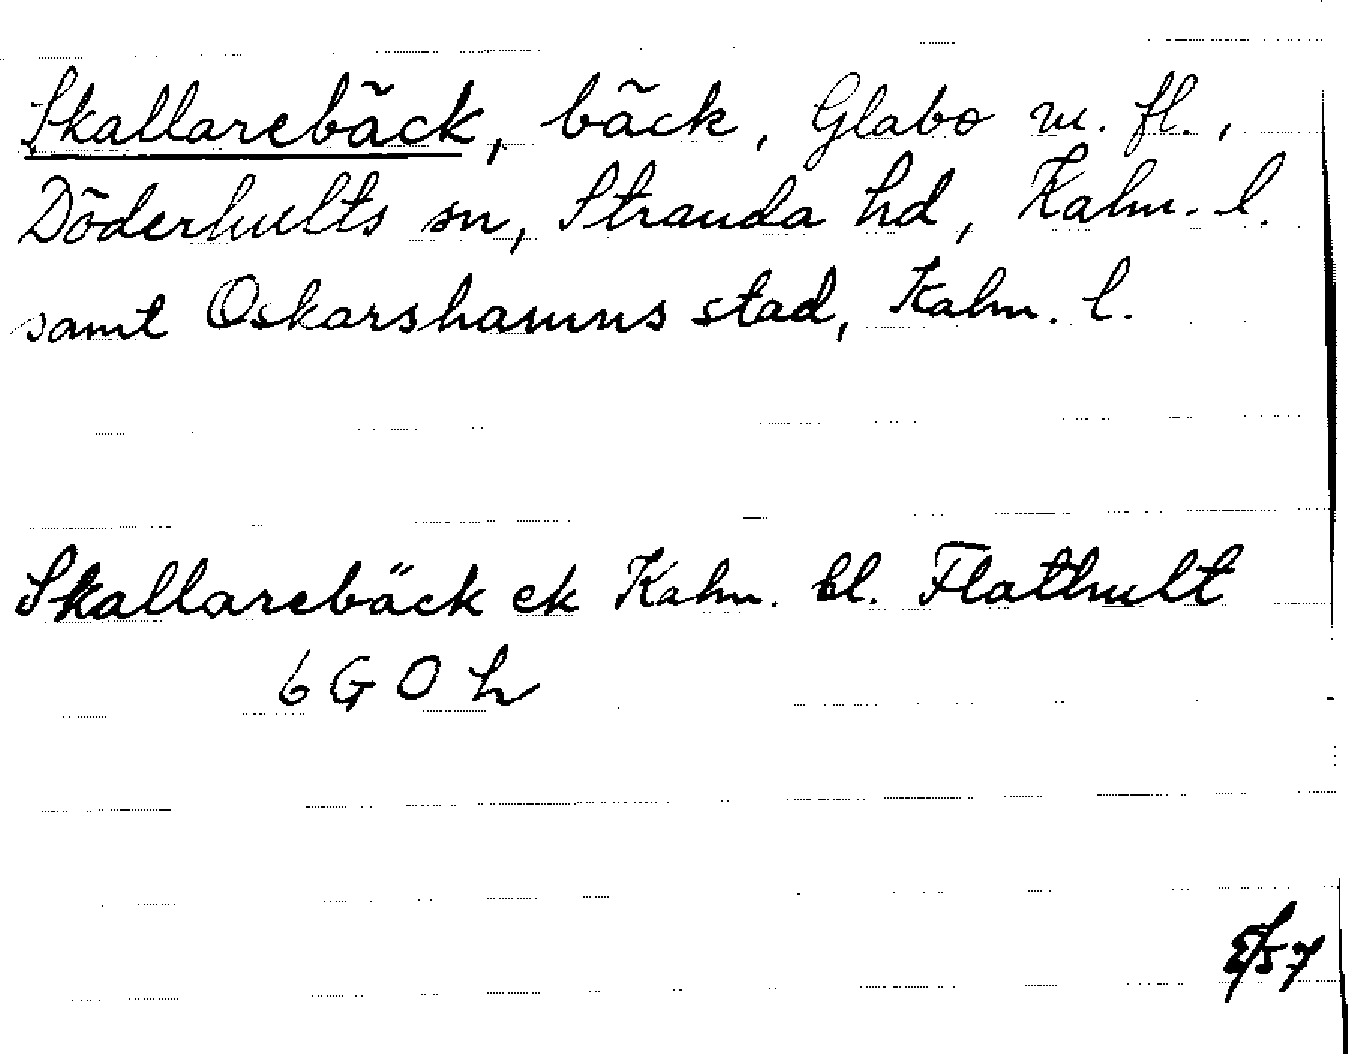 Skallarebäck, bäck, Glabo m. fl.,
Döderhults sn, Stranda hd, Kalm. l.
samt Oskarshamns stad, Kalm. l.
Skallarebäck ek Kalm. bl. Flathult
6 G O h
57